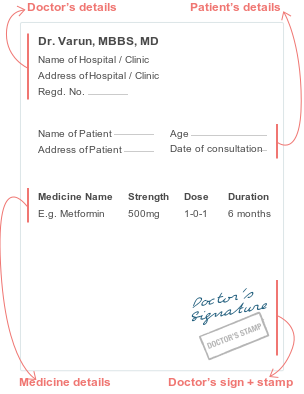 Doctor's details
Patient's details
Dr. Varun, MBBS, MD
Name of Hospital / Clinic
Address of Hospital / Clinic
Regd. No.
Name of Patient
Age
Address of Patient
Date of consultation
Medicine Name Strength Dose Duration
E.g. Metformin 500mg 1-0-1 6 months
Doctor's
Signature
DOCTOR'S STAMP
Medicine details
Doctor's sign + stamp